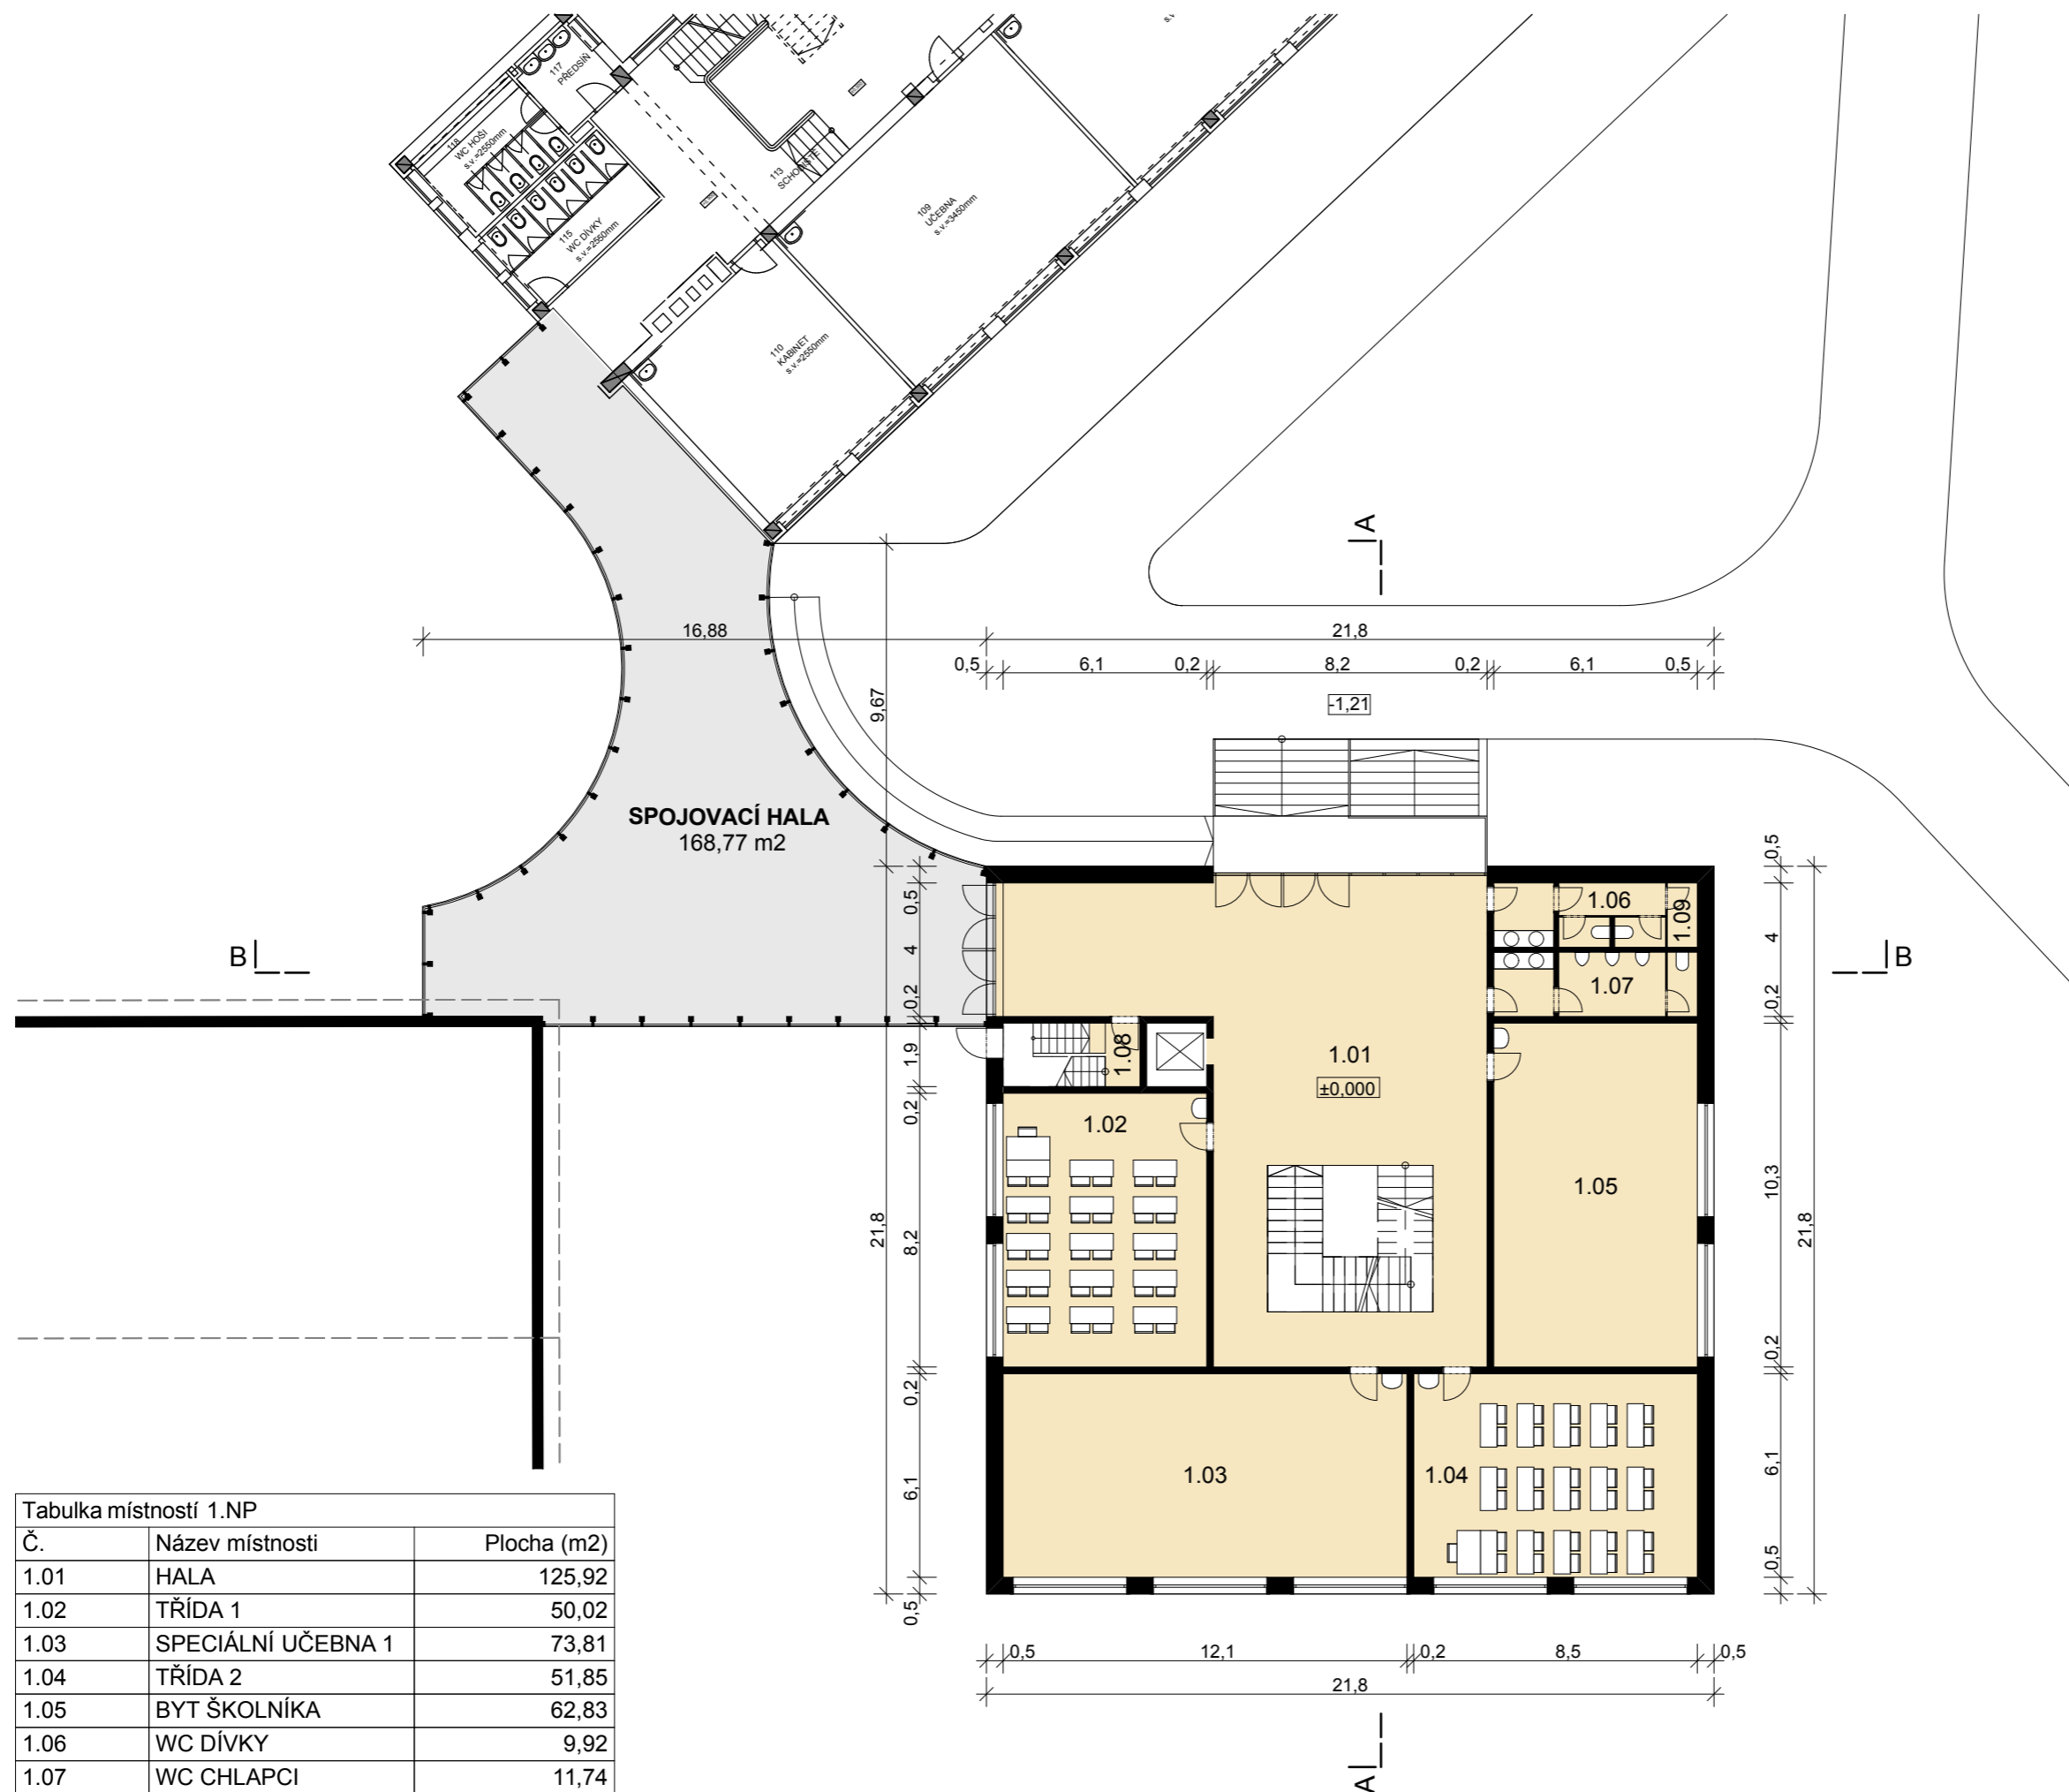 117
PŘEDSÍŇ
118
WC HOŠI
s.v.=2550mm
115
WC DÍVKY
s.v.=2550mm
113
SCHODIŠTĚ
109
UČEBNA
s.v.=3450mm
110
KABINET
s.v.=2550mm
A
16,88
21,8
0,5
6,1
0,2
8,2
0,2
6,1
0,5
-1,21
9,67
SPOJOVACÍ HALA
168,77 m2
B
B
0,5
4
0,2
1,9
0,2
8,2
0,2
6,1
0,5
21,8
1.06
1.09
1.07
1.08
1.01
±0,000
1.02
1.05
1.03
1.04
0,5
4
0,2
10,3
0,2
6,1
0,5
21,8
0,5
12,1
0,2
8,5
0,5
21,8
A
Tabulka místností 1.NP
Č. Název místnosti Plocha (m2)
1.01 HALA 125,92
1.02 TŘÍDA 1 50,02
1.03 SPECIÁLNÍ UČEBNA 1 73,81
1.04 TŘÍDA 2 51,85
1.05 BYT ŠKOLNÍKA 62,83
1.06 WC DÍVKY 9,92
1.07 WC CHLAPCI 11,74